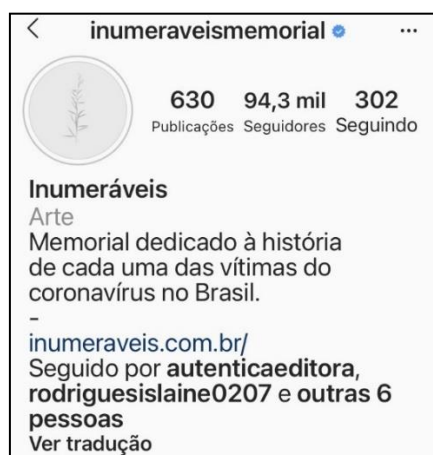 inumeraveismemorial
630 94,3 mil 302
Publicações Seguidores Seguindo
Inumeráveis
Arte
Memorial dedicado à história
de cada uma das vítimas do
coronavírus no Brasil.
-
inumeraveis.com.br/
Seguido por autenticaeditora,
rodriguesislaine0207 e outras 6
pessoas
Ver tradução